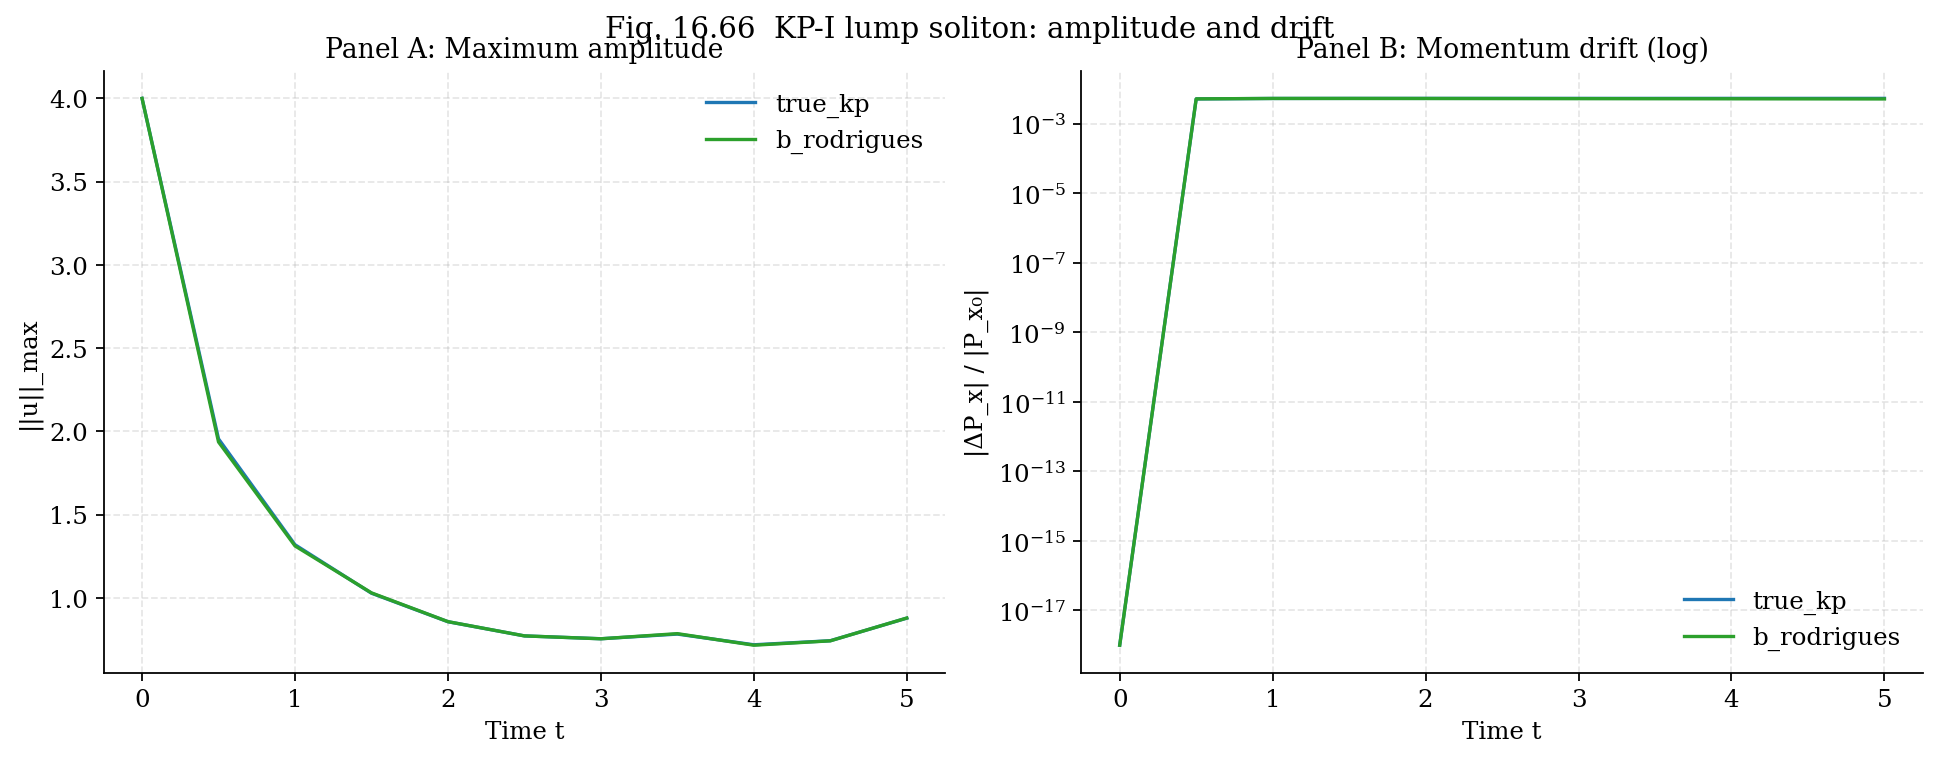 Fig. 16.66  KP-I lump soliton: amplitude and drift
Panel A: Maximum amplitude
4.0
3.5
3.0
2.5
2.0
1.5
1.0
||u||_max
0 1 2 3 4 5
Time t
true_kp
b_rodrigues
Panel B: Momentum drift (log)
10⁻³
10⁻⁵
10⁻⁷
10⁻⁹
10⁻¹¹
10⁻¹³
10⁻¹⁵
10⁻¹⁷
|ΔP_x| / |P_x₀|
0 1 2 3 4 5
Time t
true_kp
b_rodrigues